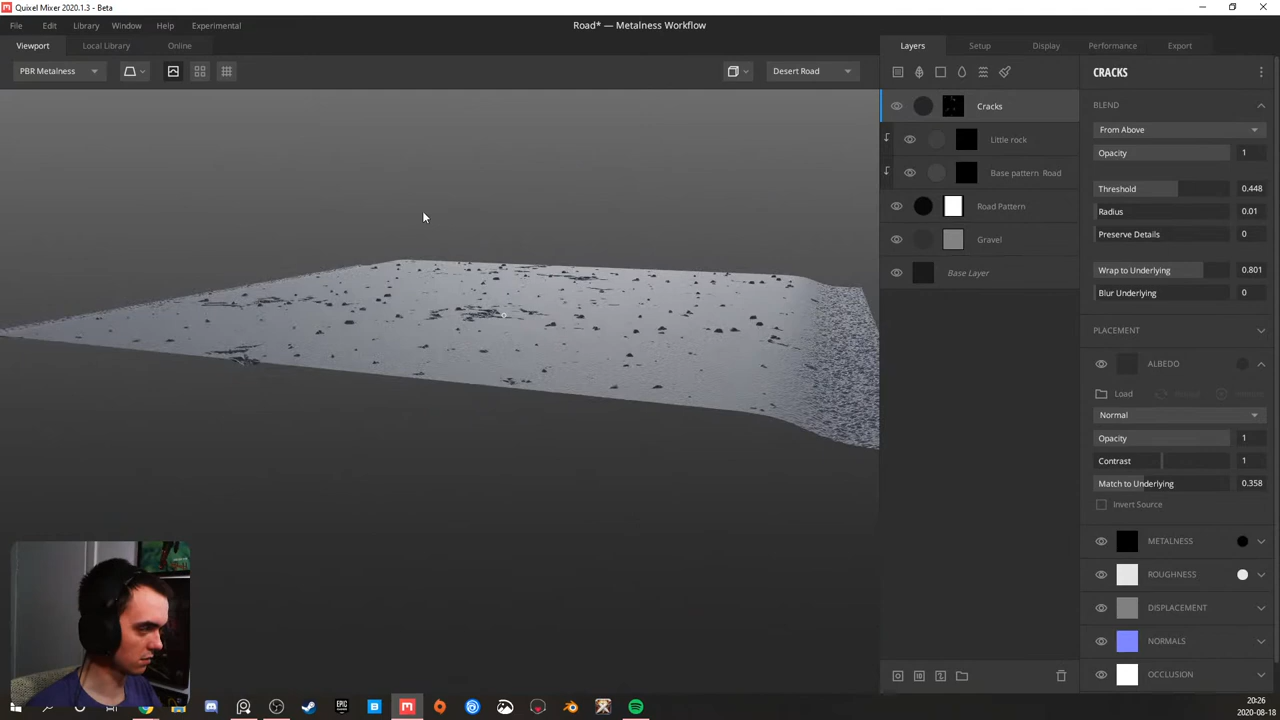 Quixel Mixer 2020.1.3 - Beta
File Edit Library Window Help Experimental
Road* — Metalness Workflow
Viewport Local Library Online
Layers Setup Display Performance Export
PBR Metalness
Desert Road
CRACKS
Cracks
Little rock
Base pattern Road
Road Pattern
Gravel
Base Layer
BLEND
From Above
Opacity 1
Threshold 0.448
Radius 0.01
Preserve Details 0
Wrap to Underlying 0.801
Blur Underlying 0
PLACEMENT
ALBEDO
Load
Normal
Opacity 1
Contrast 1
Match to Underlying 0.358
Invert Source
METALNESS
ROUGHNESS
DISPLACEMENT
NORMALS
OCCLUSION
20:26
2020-08-18